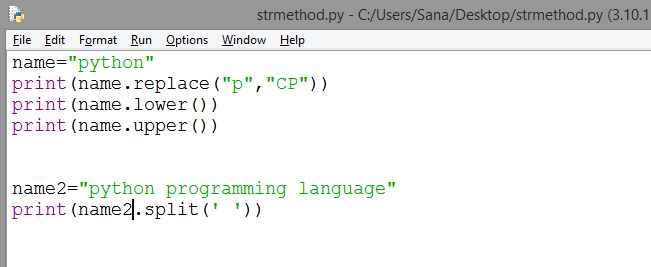 strmethod.py - C:/Users/Sana/Desktop/strmethod.py (3.10.1
File Edit Format Run Options Window Help
name="python"
print(name.replace("p","CP"))
print(name.lower())
print(name.upper())
name2="python programming language"
print(name2.split(' '))